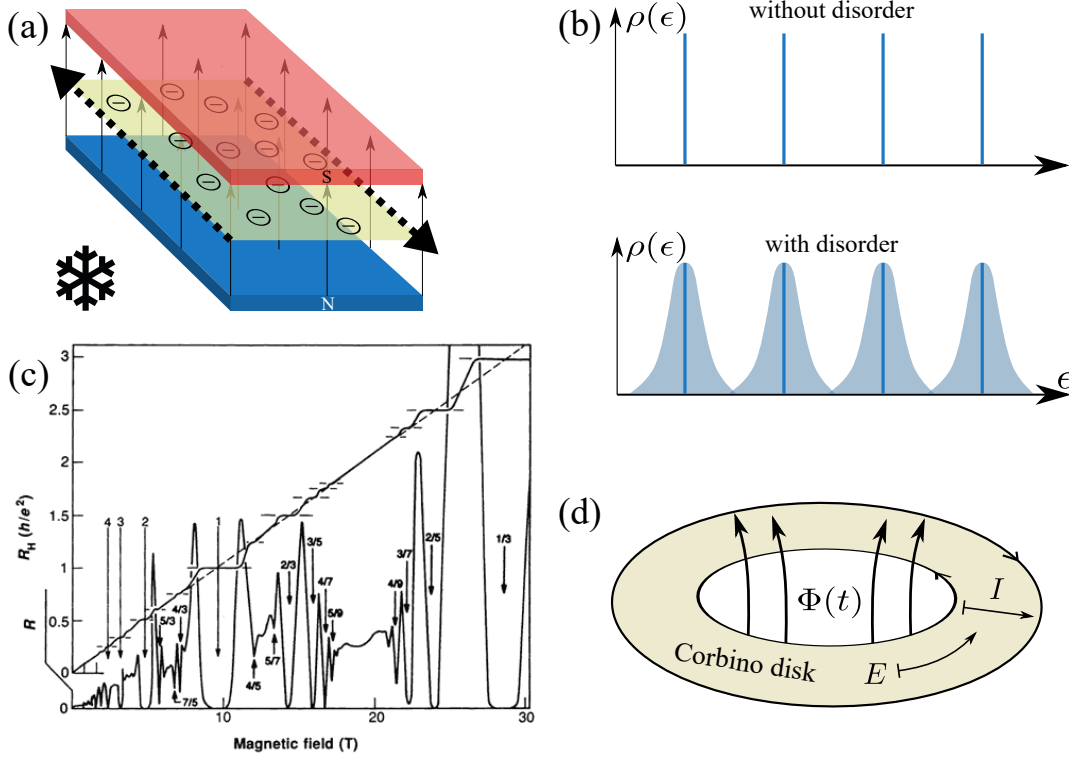 (a)
S
N
(b)
ρ(ϵ)
without disorder
ρ(ϵ)
with disorder
ϵ
(c)
3
2.5
2
1.5
1
0.5
0
0
R_H (h/e²)
R
4
3
2
1
5/3
4/3
7/5
4/5
5/7
2/3
3/5
4/7
5/9
4/9
3/7
2/5
1/3
10
20
30
Magnetic field (T)
(d)
Φ(t)
I
E
Corbino disk